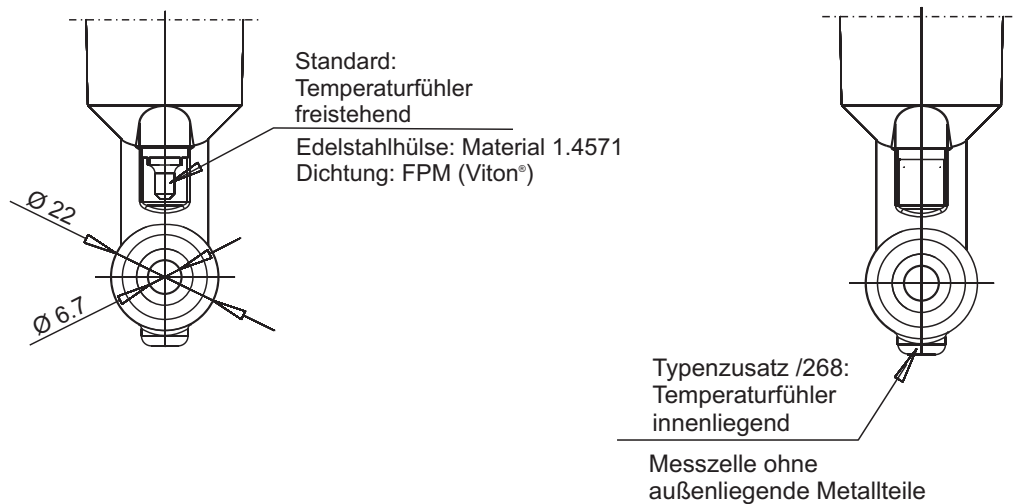 Standard:
Temperaturfühler
freistehend
Edelstahlhülse: Material 1.4571
Dichtung: FPM (Viton®)
Ø 22
Ø 6.7
Typenzusatz /268:
Temperaturfühler
innenliegend
Messzelle ohne
außenliegende Metallteile